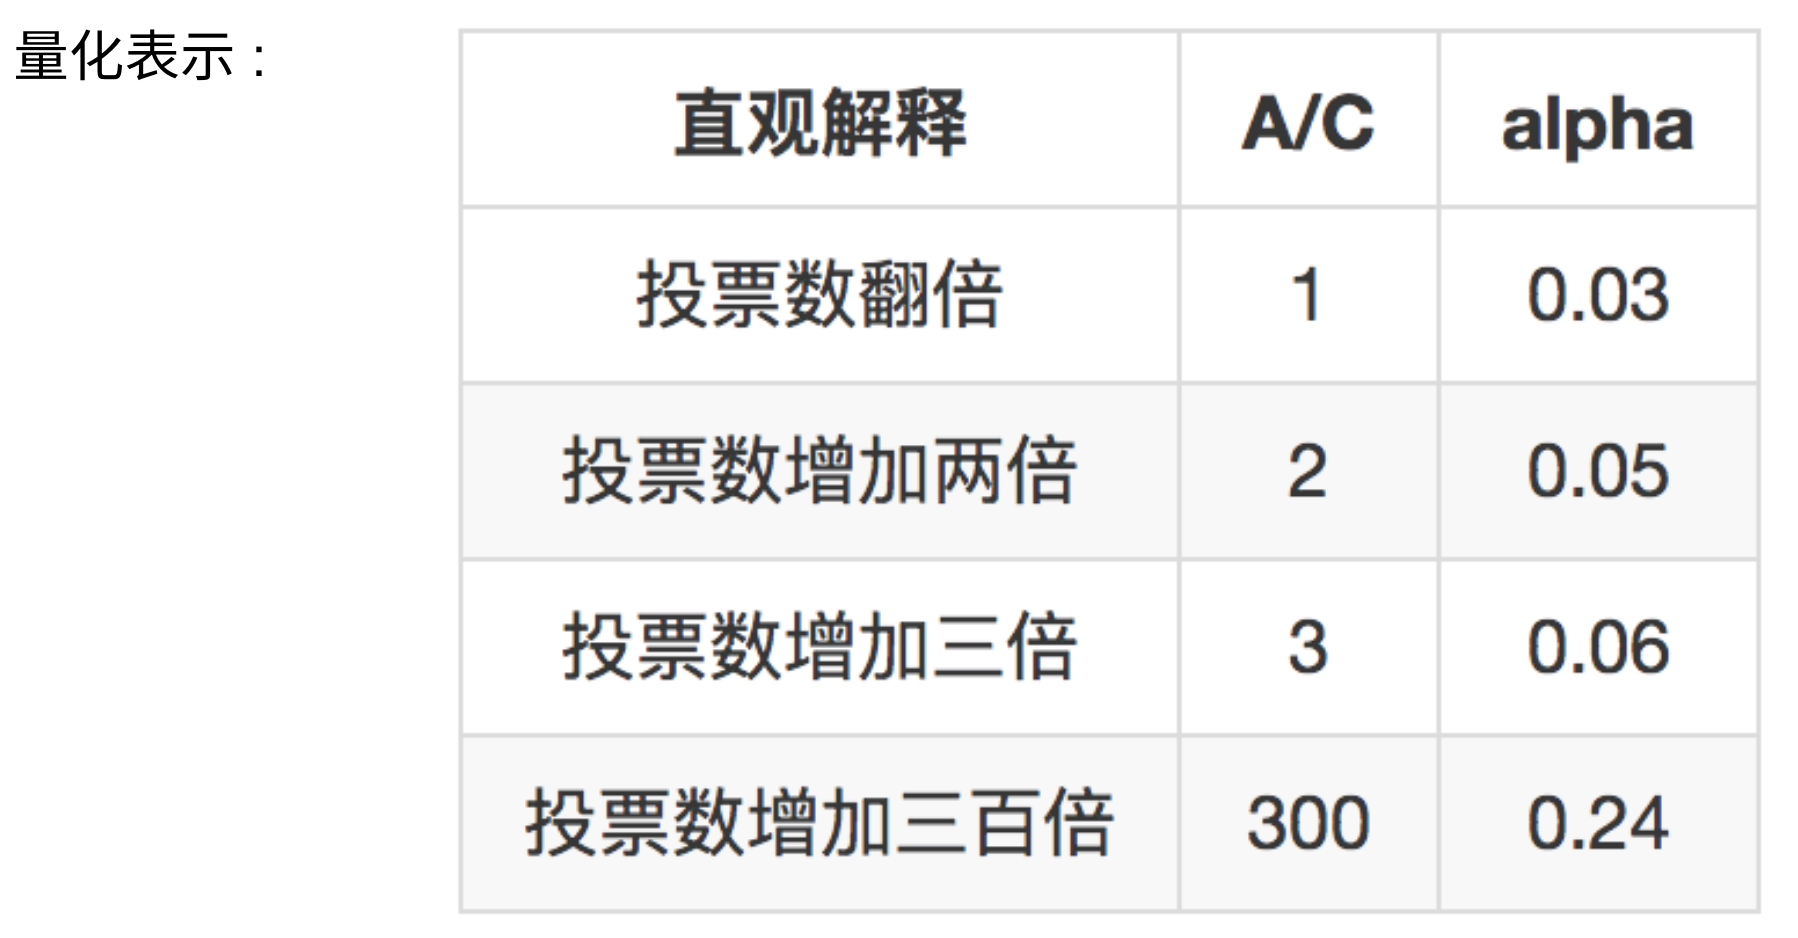 量化表示：
直观解释 A/C alpha
投票数翻倍 1 0.03
投票数增加两倍 2 0.05
投票数增加三倍 3 0.06
投票数增加三百倍 300 0.24